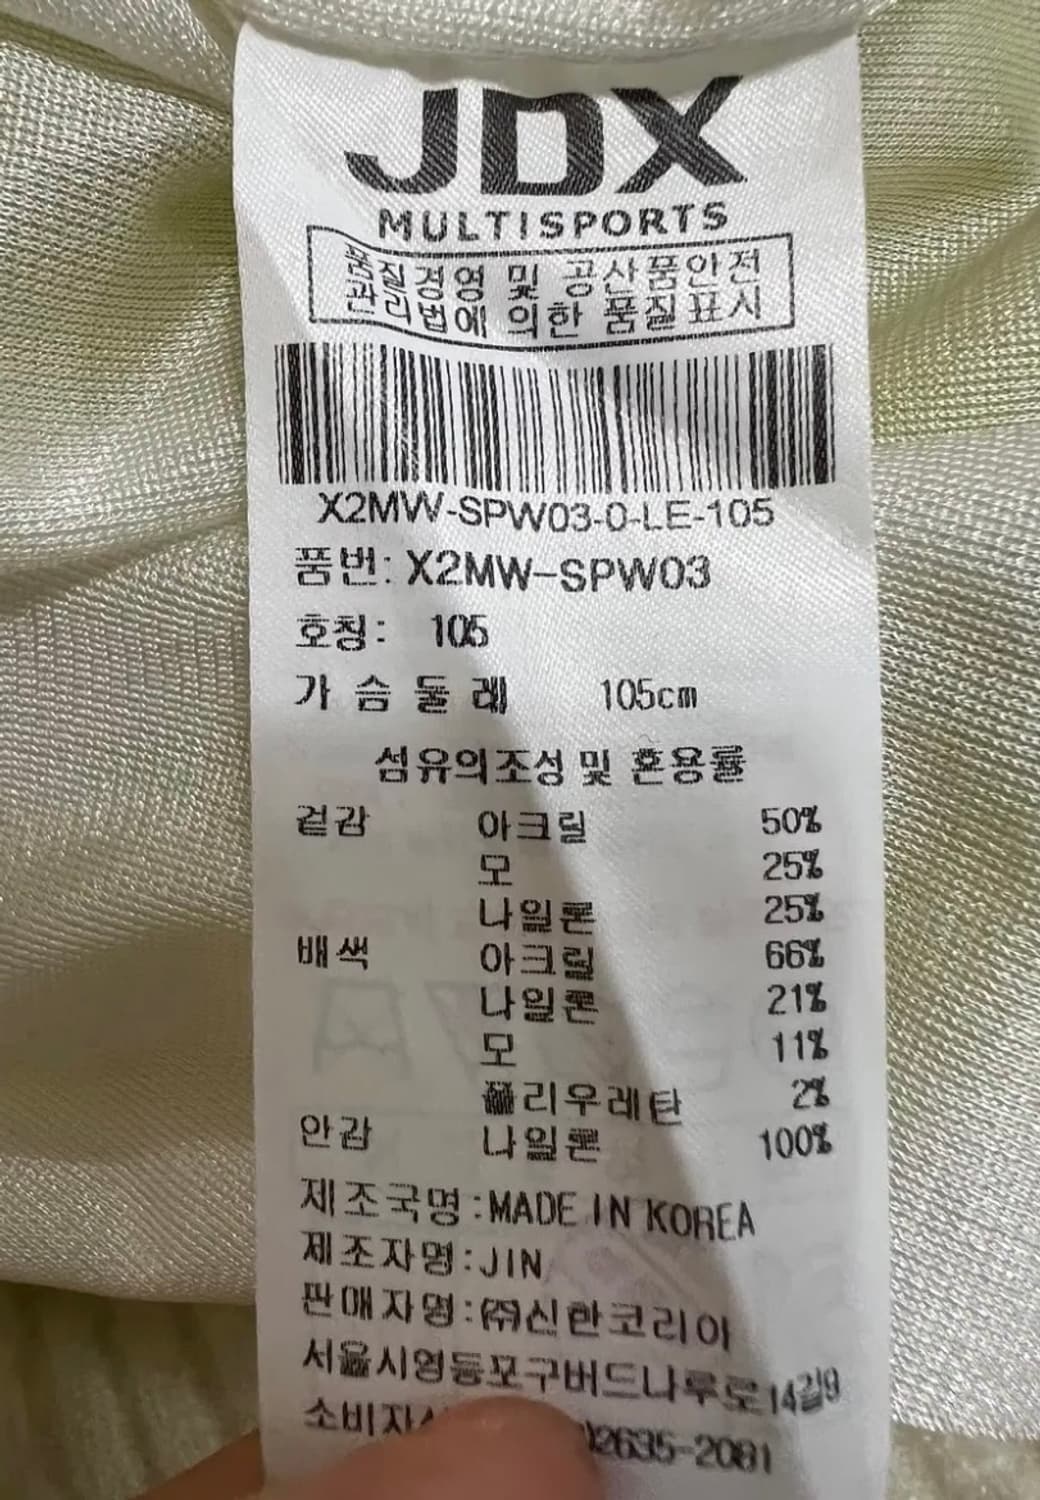 JDX
MULTISPORTS
품질경영 및 공산품안전
관리법에 의한 품질표시
X2MW-SPW03-0-LE-105
품번: X2MW-SPW03
호칭: 105
가슴둘레 105cm
섬유의조성 및 혼용률
겉감 아크릴 50%
모 25%
나일론 25%
배색 아크릴 66%
나일론 21%
모 11%
폴리우레탄 2%
안감 나일론 100%
제조국명:MADE IN KOREA
제조자명:JIN
판매자명:㈜신한코리아
서울시영등포구버드나루로14길9
소비자 )2635-2081